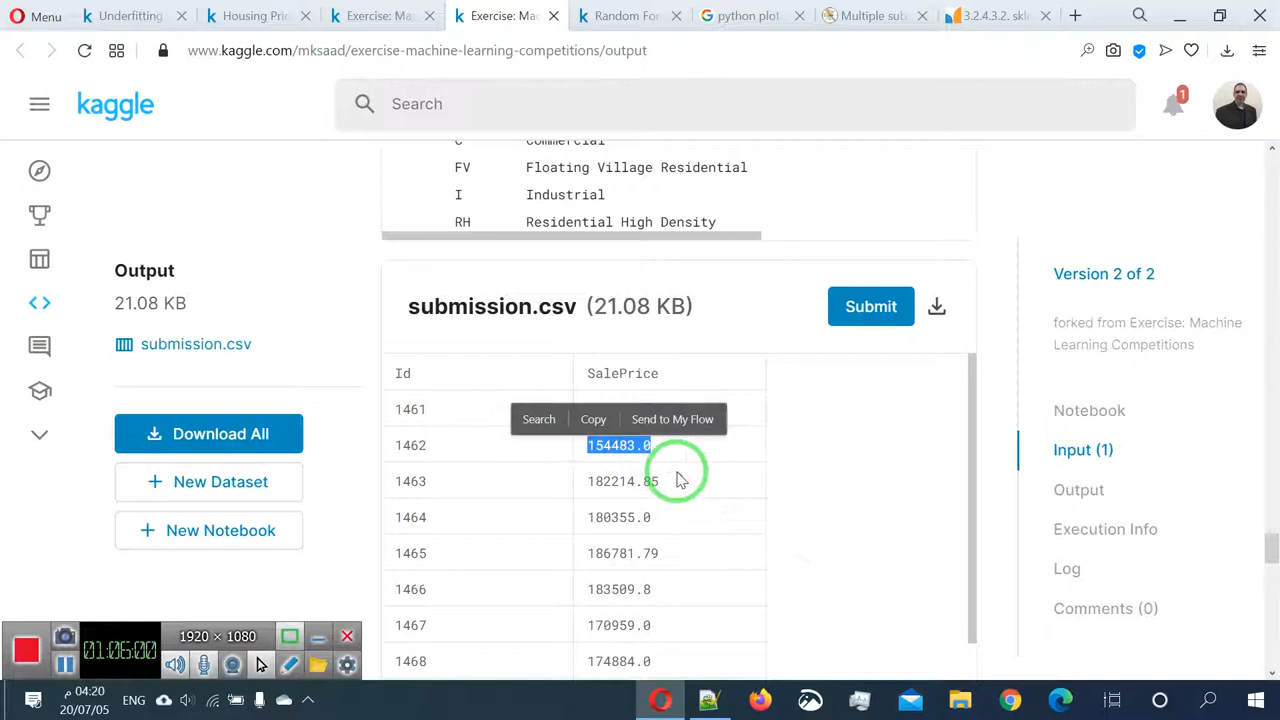 Menu
Underfitting
Housing Pri
Exercise: Ma
Exercise: Ma
Random Fo
python plot
Multiple su
3.2.4.3.2. skl
www.kaggle.com/mksaad/exercise-machine-learning-competitions/output
kaggle
Search
1
C Commercial
FV Floating Village Residential
I Industrial
RH Residential High Density
Output
21.08 KB
submission.csv
Download All
New Dataset
New Notebook
submission.csv (21.08 KB)
Submit
Id SalePrice
1461
Search Copy Send to My Flow
1462 154483.0
1463 182214.85
1464 180355.0
1465 186781.79
1466 183509.8
1467 170959.0
1468 174884.0
Version 2 of 2
forked from Exercise: Machine
Learning Competitions
Notebook
Input (1)
Output
Execution Info
Log
Comments (0)
01:06:00
1920 × 1080
04:20 م
20/07/05
ENG